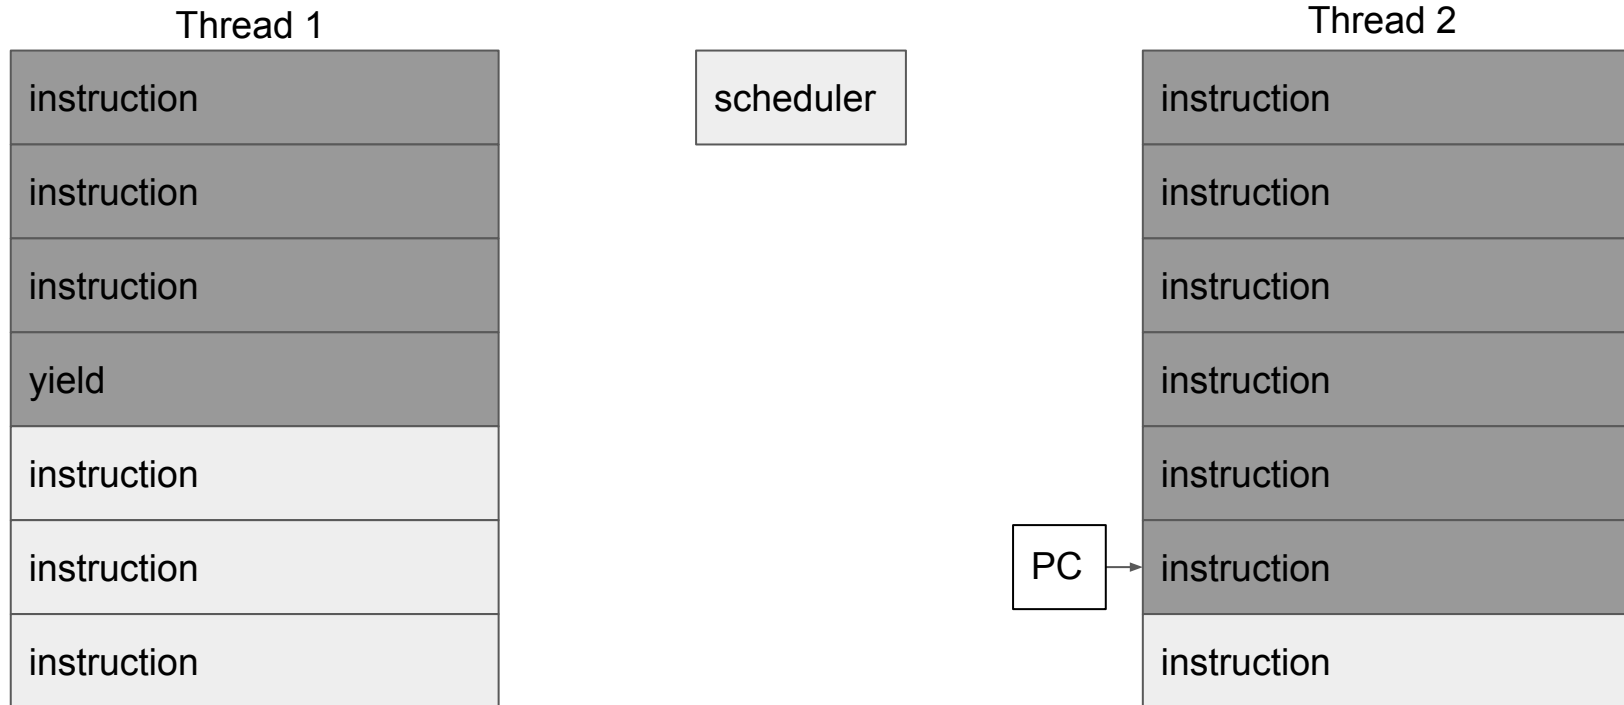 Thread 1
instruction
instruction
instruction
yield
instruction
instruction
instruction
scheduler
PC
Thread 2
instruction
instruction
instruction
instruction
instruction
instruction
instruction